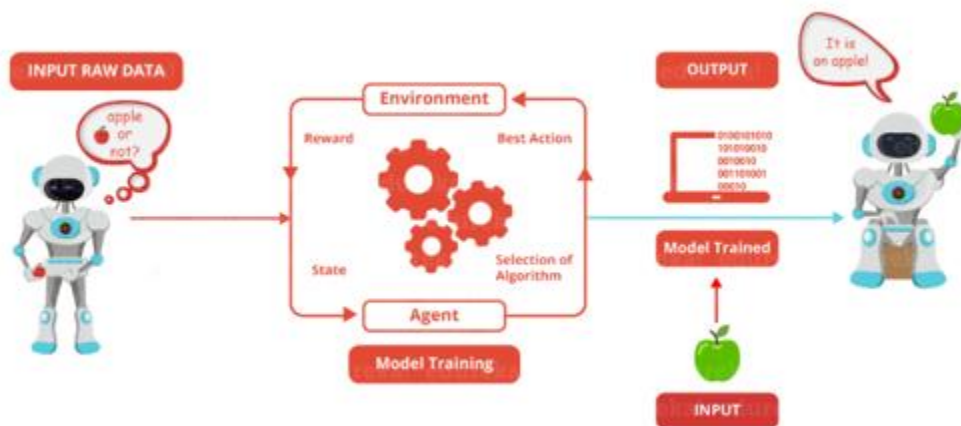 INPUT RAW DATA
apple
or
not?
Environment
Reward
Best Action
State
Selection of
Algorithm
Agent
Model Training
OUTPUT
0100101010
101010010
0010010
001101001
00010
Model Trained
INPUT
It is
an apple!